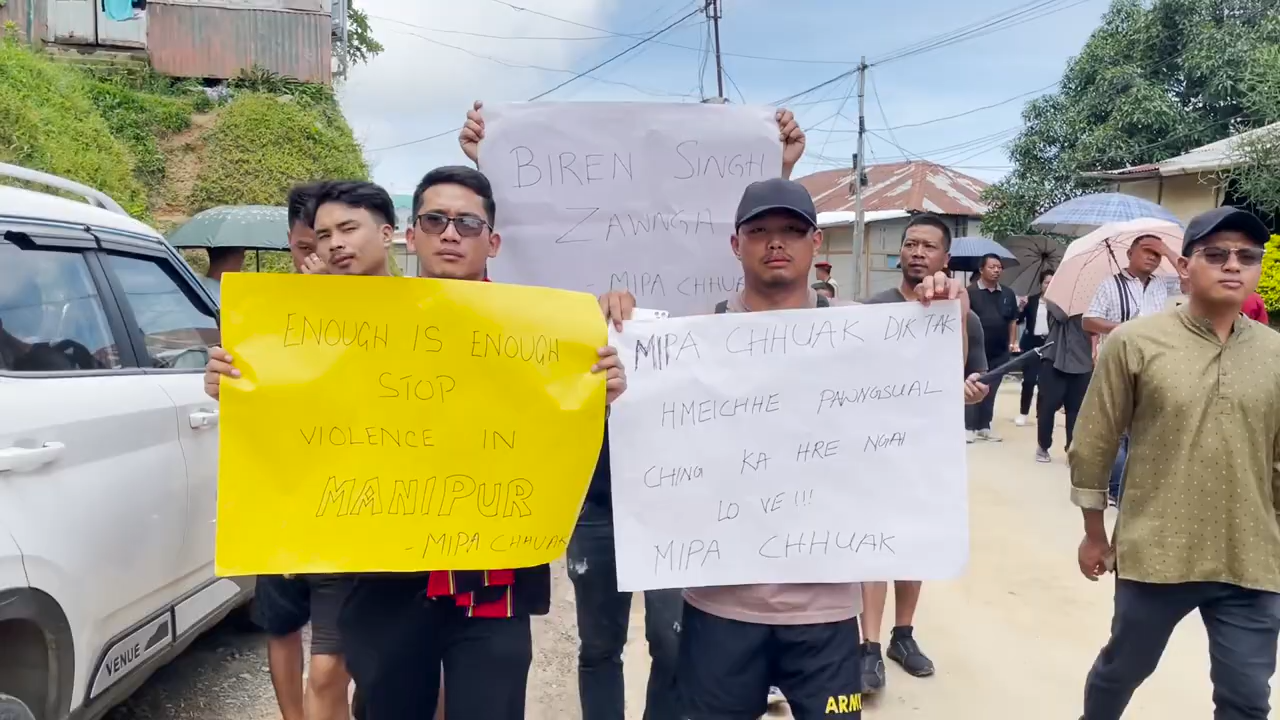 BIREN SINGH
ZAWNGA
- MIPA CHHUA
ENOUGH IS ENOUGH
STOP
VIOLENCE IN
MANIPUR
- MIPA CHHUAK
MIPA CHHUAK DIKTAK
HMEICHHE PAWNGSUAL
CHING KA HRE NGAI
LO VE!!!
MIPA CHHUAK
VENUE
ARMY